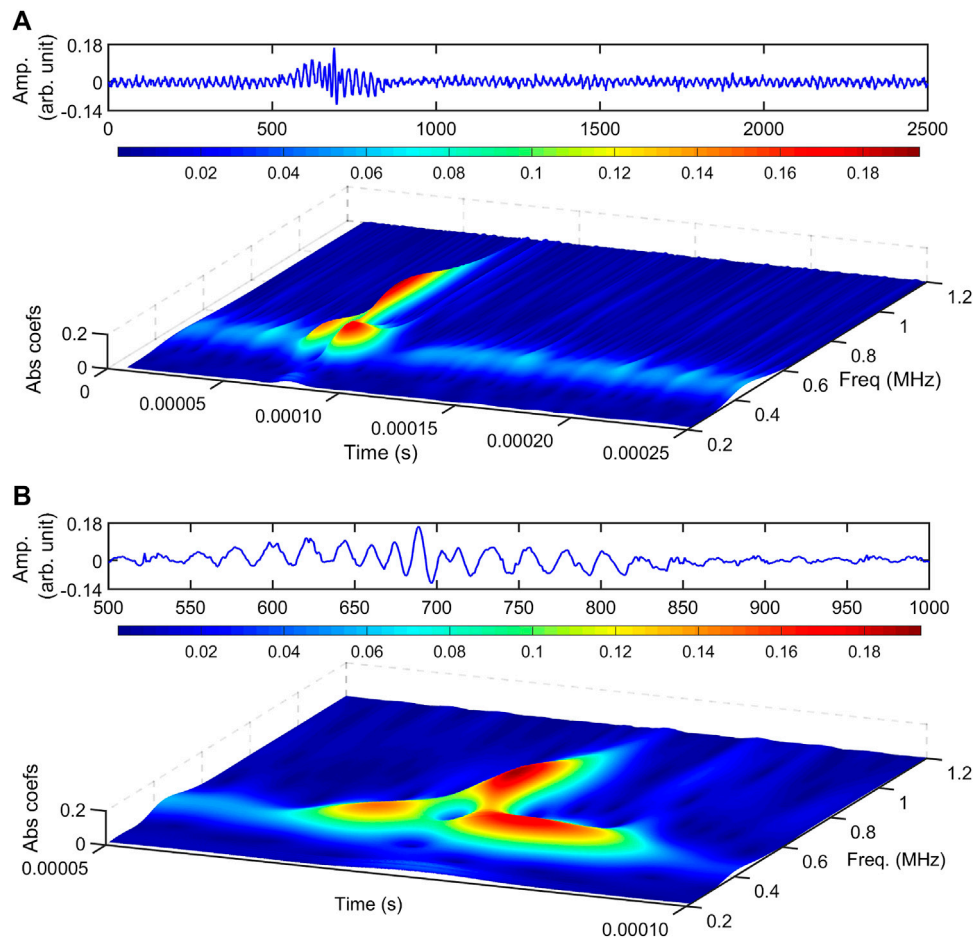 A
Amp.
(arb. unit)
0.18
0
-0.14
0 500 1000 1500 2000 2500
0.02 0.04 0.06 0.08 0.1 0.12 0.14 0.16 0.18
Abs coefs
0.2
0
0 0.00005 0.00010 0.00015 0.00020 0.00025
Time (s)
0.2 0.4 0.6 0.8 1 1.2
Freq (MHz)
B
Amp.
(arb. unit)
0.18
0
-0.14
500 550 600 650 700 750 800 850 900 950 1000
0.02 0.04 0.06 0.08 0.1 0.12 0.14 0.16 0.18
Abs coefs
0.2
0
0.00005 0.00010
Time (s)
0.2 0.4 0.6 0.8 1 1.2
Freq. (MHz)